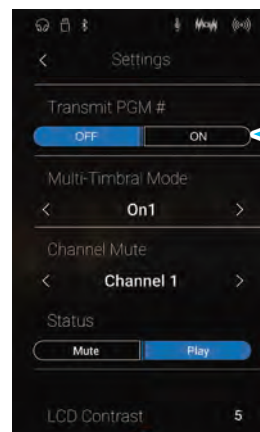 < Settings
Transmit PGM #
OFF ON
Multi-Timbral Mode
< On1 >
Channel Mute
< Channel 1 >
Status
Mute Play
LCD Contrast 5